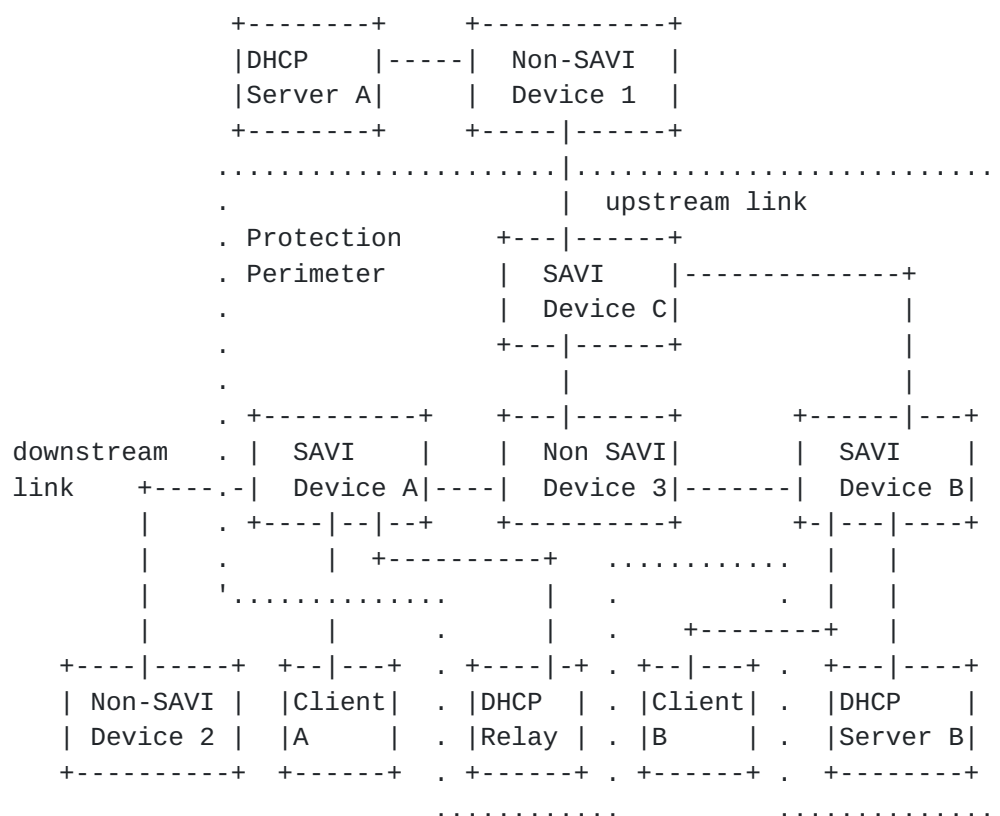 DHCP Non-SAVI
Server A Device 1
upstream link
Protection
Perimeter SAVI
Device C
downstream SAVI Non SAVI SAVI
link Device A Device 3 Device B
Non-SAVI Client DHCP Client DHCP
Device 2 A Relay B Server B